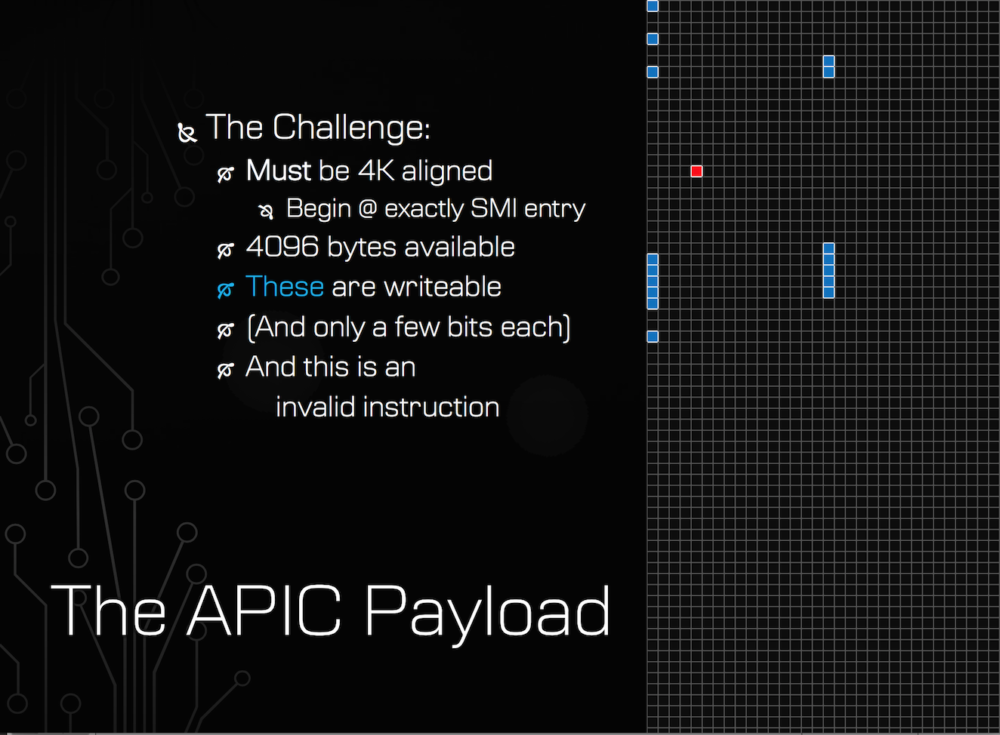 The Challenge:
Must be 4K aligned
Begin @ exactly SMI entry
4096 bytes available
These are writeable
(And only a few bits each)
And this is an
invalid instruction
The APIC Payload